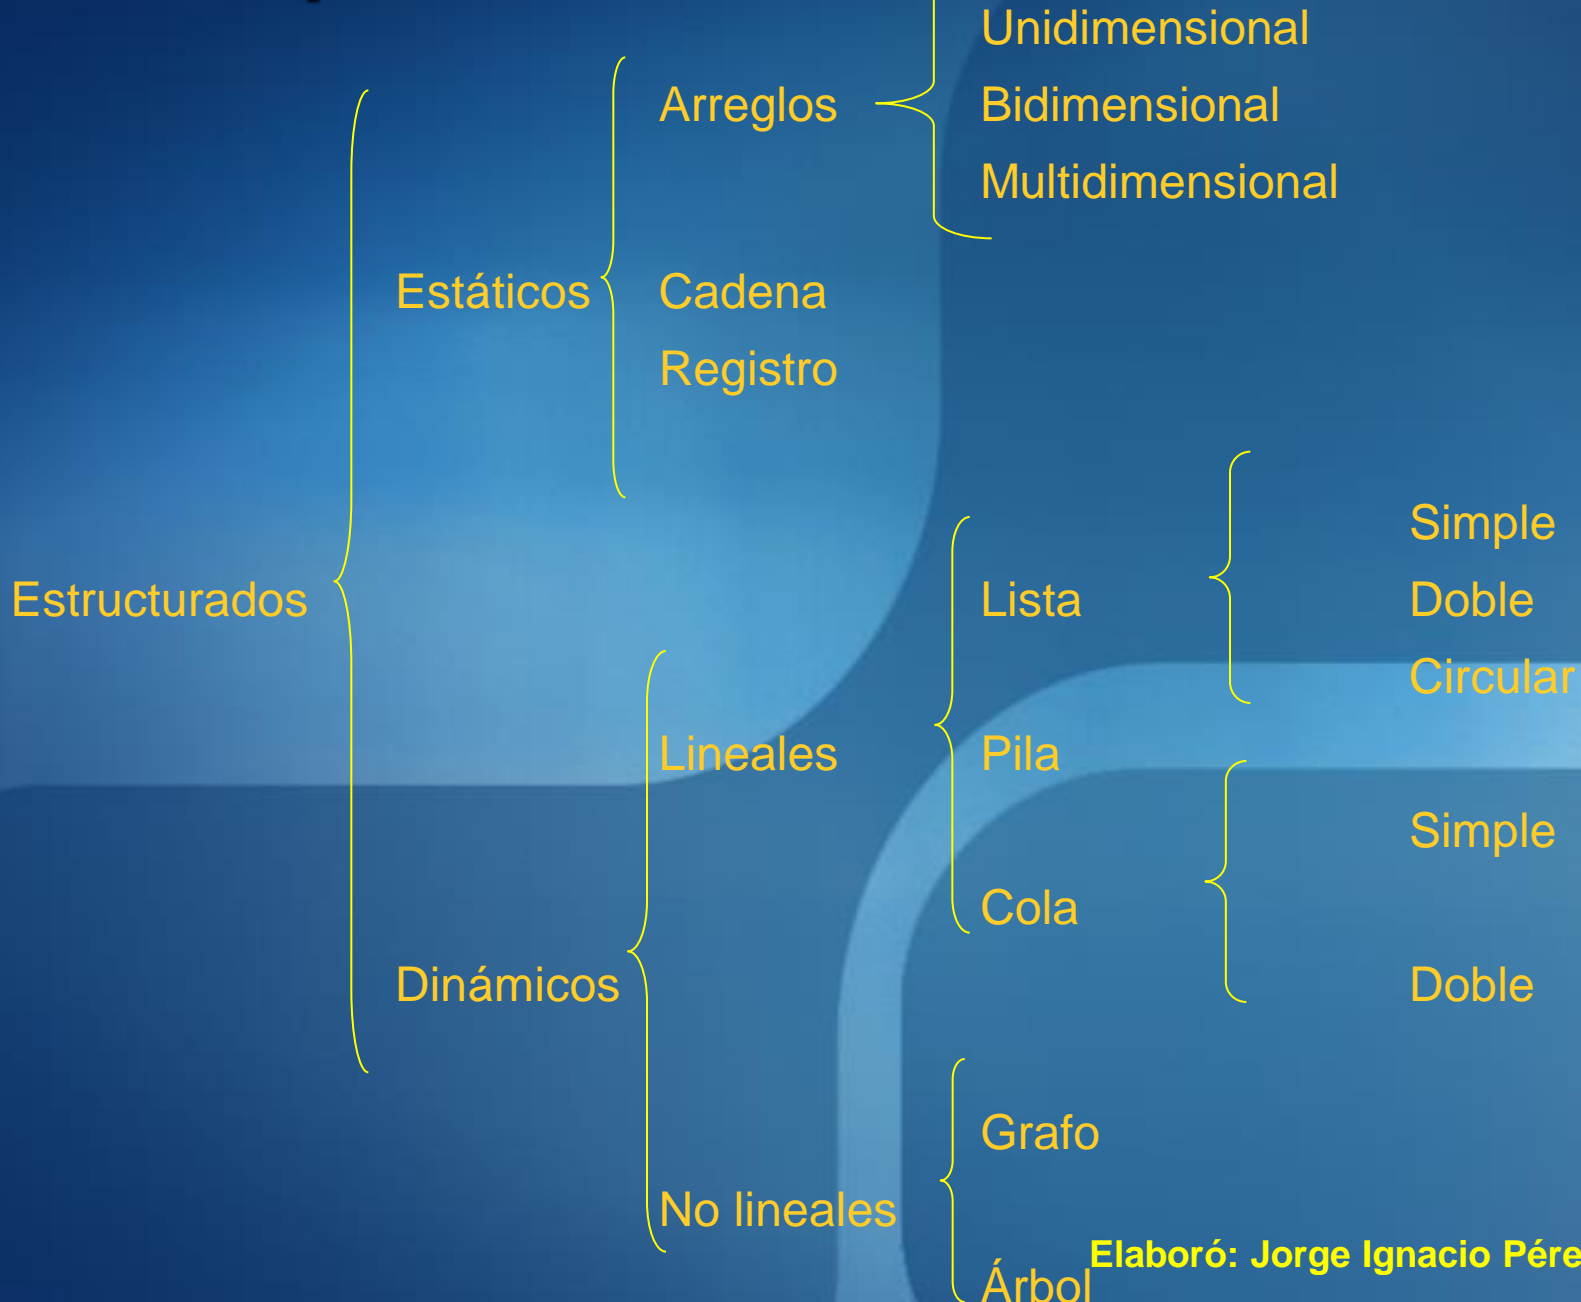 Unidimensional
Arreglos
Bidimensional
Multidimensional
Estáticos
Cadena
Registro
Simple
Estructurados
Lista
Doble
Circular
Lineales
Pila
Simple
Cola
Dinámicos
Doble
Grafo
No lineales
Árbol
Elaboró: Jorge Ignacio Pére